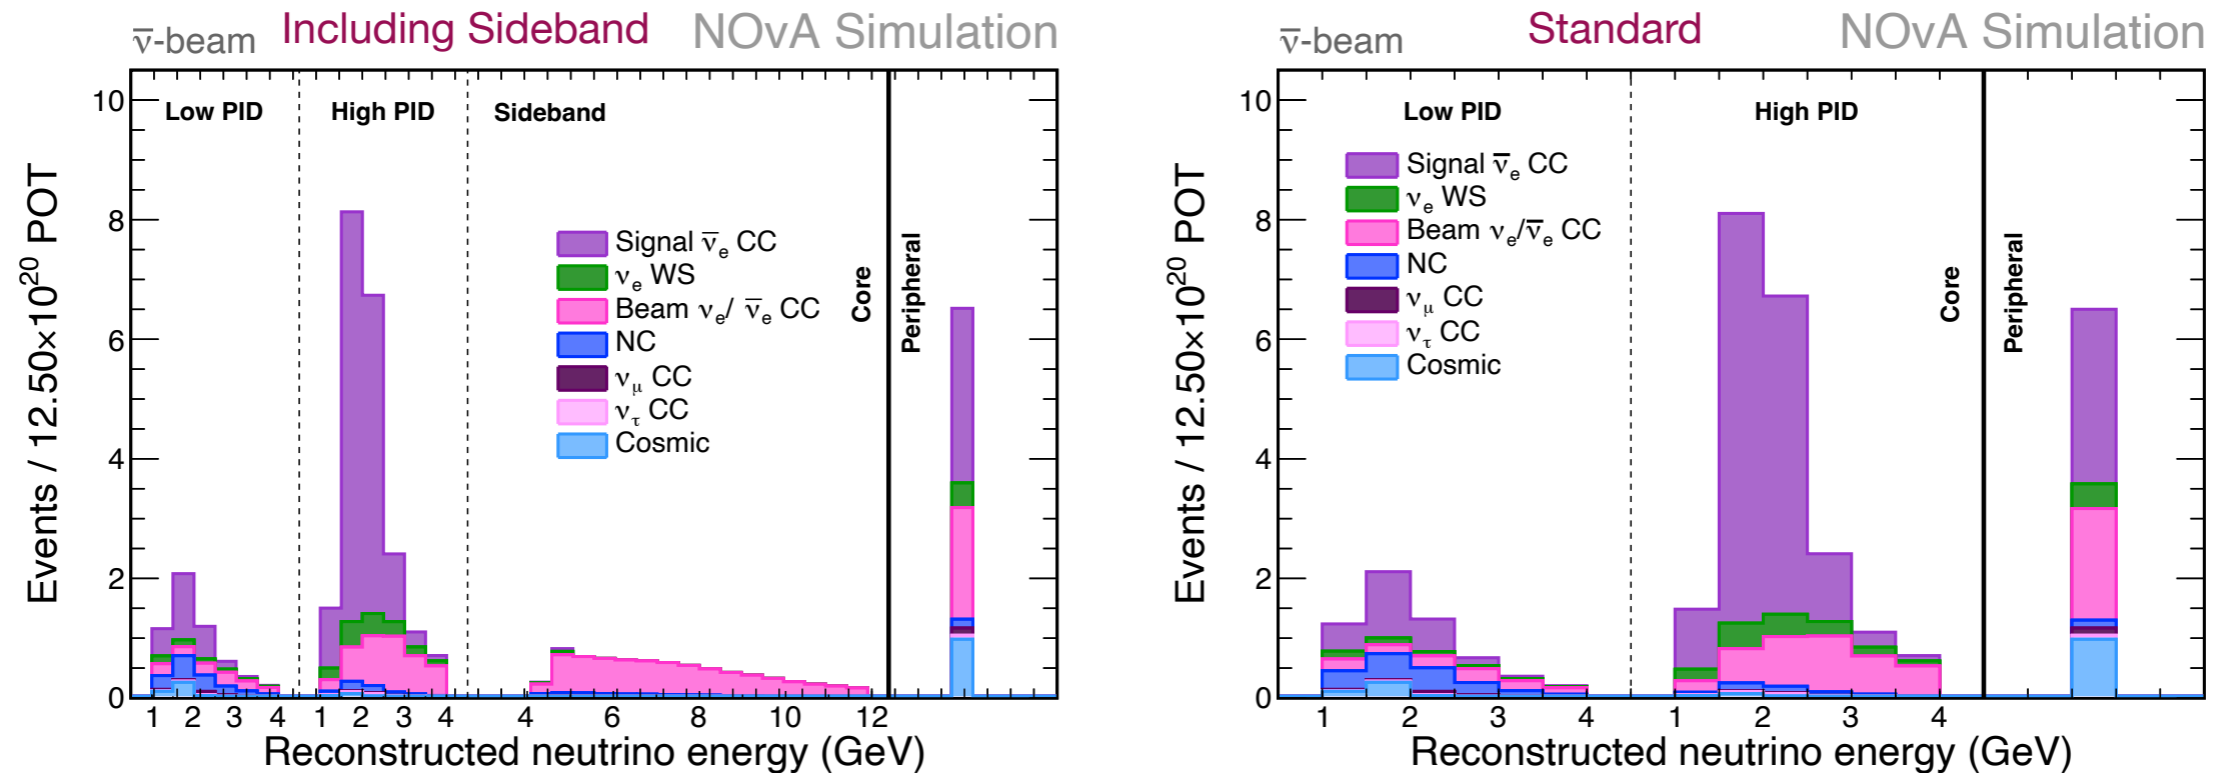 ν̅-beam Including Sideband NOvA Simulation
Low PID High PID Sideband
Signal ν̅e CC
νe WS
Beam νe/ ν̅e CC
NC
νμ CC
ντ CC
Cosmic
Core
Peripheral
Events / 12.50×10²⁰ POT
10
8
6
4
2
0
1 2 3 4 1 2 3 4 4 6 8 10 12
Reconstructed neutrino energy (GeV)
ν̅-beam Standard NOvA Simulation
Low PID High PID
Signal ν̅e CC
νe WS
Beam νe/ν̅e CC
NC
νμ CC
ντ CC
Cosmic
Core
Peripheral
Events / 12.50×10²⁰ POT
10
8
6
4
2
0
1 2 3 4 1 2 3 4
Reconstructed neutrino energy (GeV)